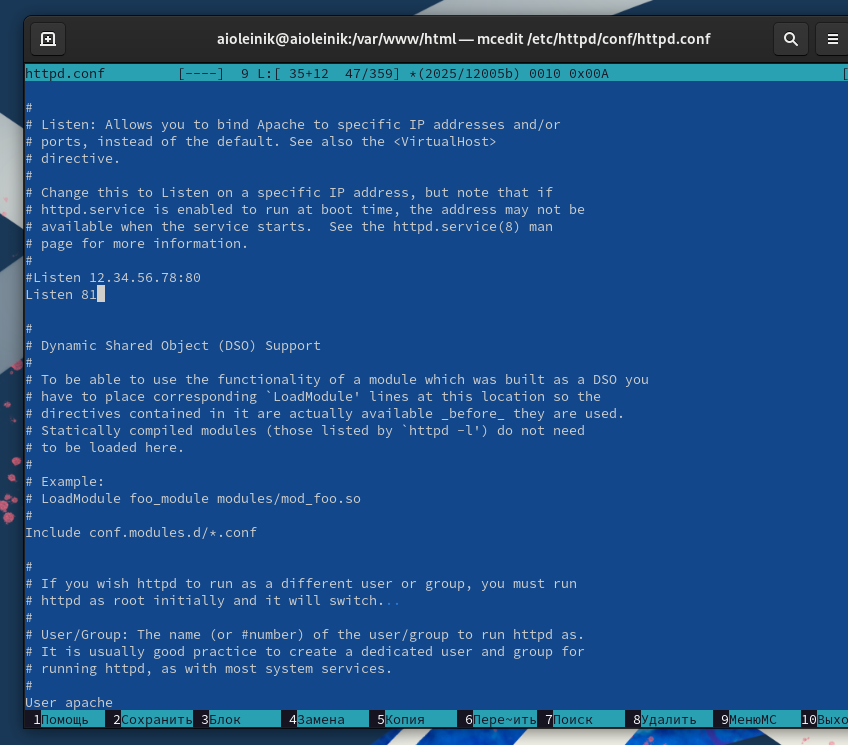 aioleinik@aioleinik:/var/www/html — mcedit /etc/httpd/conf/httpd.conf
httpd.conf [----] 9 L:[ 35+12 47/359] *(2025/12005b) 0010 0x00A [
#
# Listen: Allows you to bind Apache to specific IP addresses and/or
# ports, instead of the default. See also the <VirtualHost>
# directive.
#
# Change this to Listen on a specific IP address, but note that if
# httpd.service is enabled to run at boot time, the address may not be
# available when the service starts.  See the httpd.service(8) man
# page for more information.
#
#Listen 12.34.56.78:80
Listen 81
#
# Dynamic Shared Object (DSO) Support
#
# To be able to use the functionality of a module which was built as a DSO you
# have to place corresponding `LoadModule' lines at this location so the
# directives contained in it are actually available _before_ they are used.
# Statically compiled modules (those listed by `httpd -l') do not need
# to be loaded here.
#
# Example:
# LoadModule foo_module modules/mod_foo.so
#
Include conf.modules.d/*.conf
#
# If you wish httpd to run as a different user or group, you must run
# httpd as root initially and it will switch...
#
# User/Group: The name (or #number) of the user/group to run httpd as.
# It is usually good practice to create a dedicated user and group for
# running httpd, as with most system services.
#
User apache
1Помощь 2Сохранить 3Блок 4Замена 5Копия 6Пере~ить 7Поиск 8Удалить 9МенюMC 10Выхо